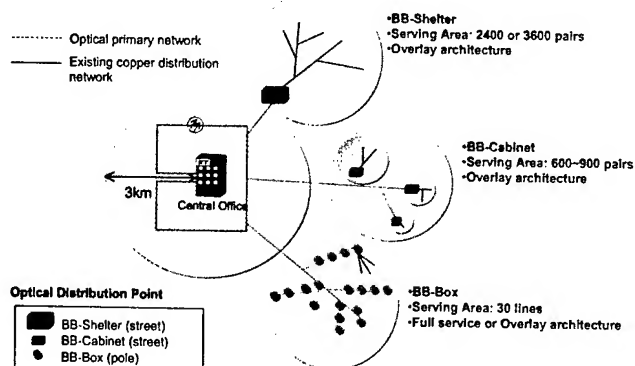 Optical primary network
Existing copper distribution
network
•BB-Shelter
•Serving Area: 2400 or 3600 pairs
•Overlay architecture
•BB-Cabinet
•Serving Area: 600~900 pairs
•Overlay architecture
3km
Central Office
•BB-Box
•Serving Area: 30 lines
•Full service or Overlay architecture
Optical Distribution Point
BB-Shelter (street)
BB-Cabinet (street)
BB-Box (pole)